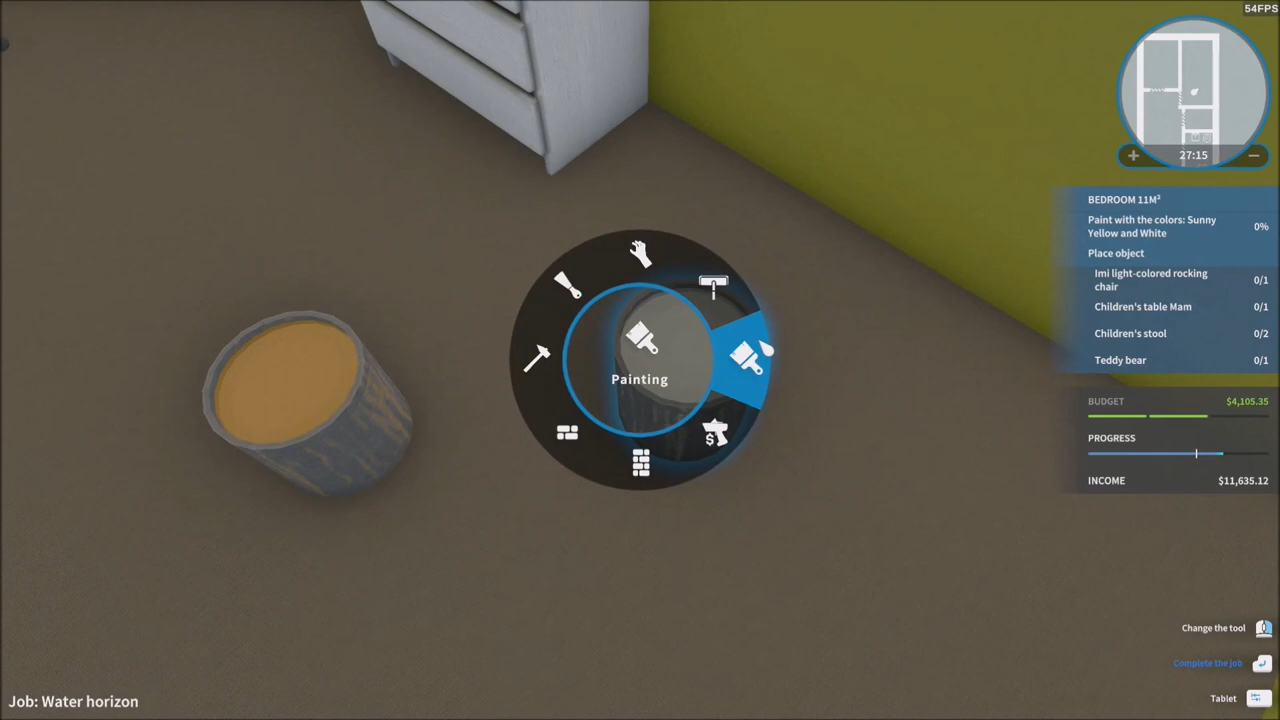 54FPS
27:15
BEDROOM 11M²
Paint with the colors: Sunny
Yellow and White
0%
Place object
Imi light-colored rocking
chair
0/1
Children's table Mam
0/1
Children's stool
0/2
Teddy bear
0/1
BUDGET
$4,105.35
PROGRESS
INCOME
$11,635.12
Painting
$
Change the tool
Complete the job
Tablet
Job: Water horizon